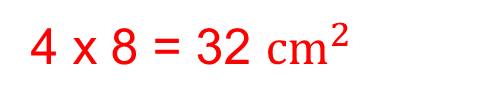 4 x 8 = 32 cm²